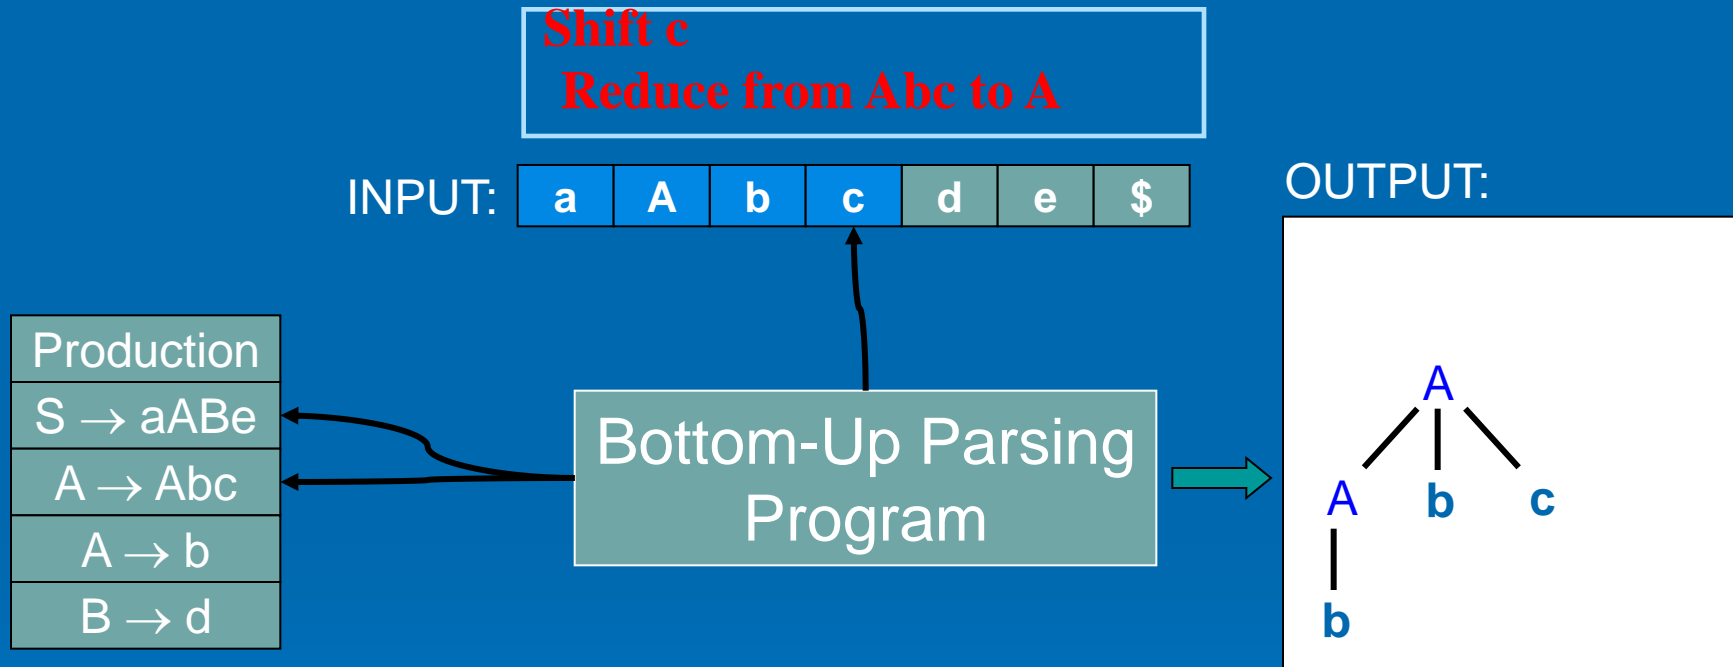 Shift c
Reduce from Abc to A
INPUT: a A b c d e $
OUTPUT:
Production
S → aABe
A → Abc
A → b
B → d
Bottom-Up Parsing
Program
A
A b c
b